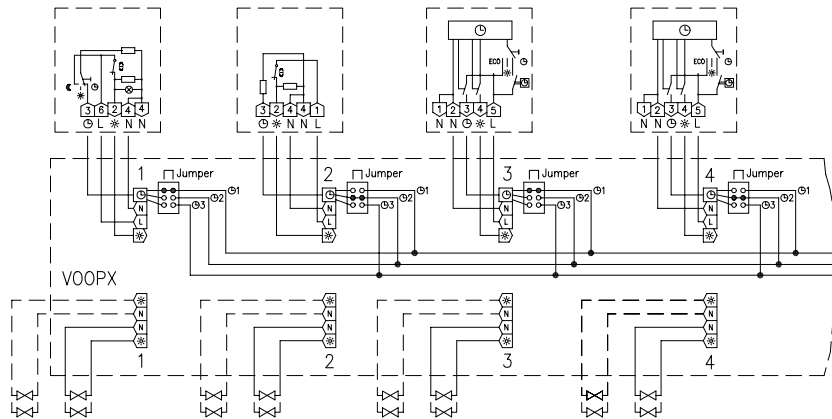 ECO
ECO
3 6 2 4 4
3 2 4 4 1
1 2 3 4 5
1 2 3 4 5
L N N
N N L
N N L
N N L
1 Jumper
2 Jumper
3 Jumper
4 Jumper
1 1 1 1
N N N N
2 2 2 2
L L L L
3 3 3 3
VOOPX
N N N N
N N N N
1 2 3 4